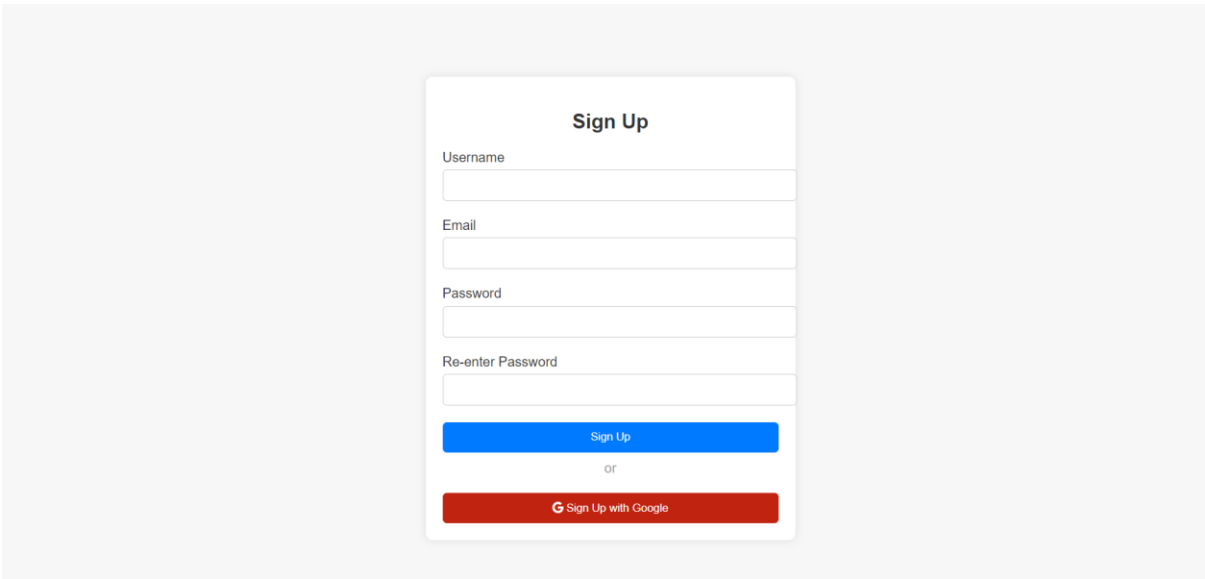 Sign Up
Username
Email
Password
Re-enter Password
Sign Up
or
G Sign Up with Google